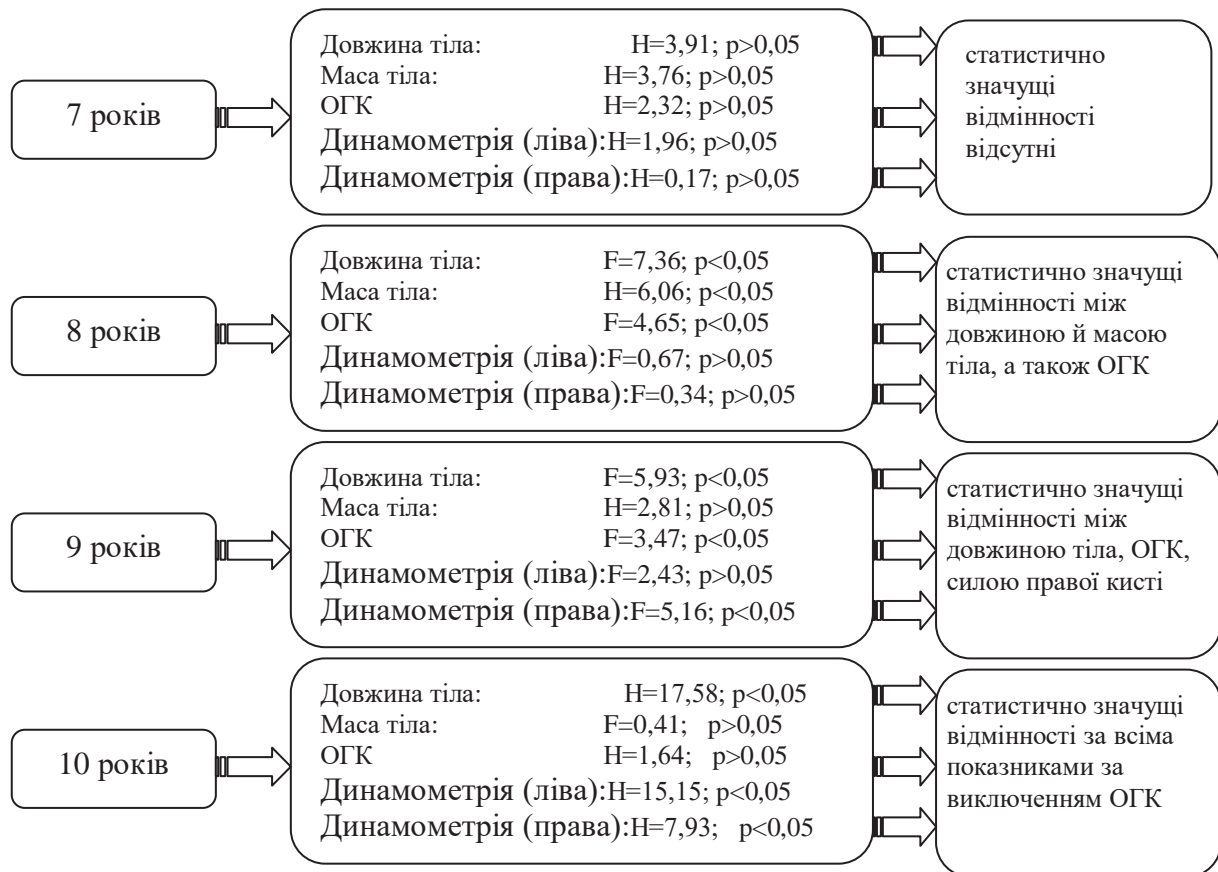 7 років
Довжина тіла: H=3,91; p>0,05
Маса тіла: H=3,76; p>0,05
ОГК H=2,32; p>0,05
Динамометрія (ліва):H=1,96; p>0,05
Динамометрія (права):H=0,17; p>0,05
статистично
значущі
відмінності
відсутні
8 років
Довжина тіла: F=7,36; p<0,05
Маса тіла: H=6,06; p<0,05
ОГК F=4,65; p<0,05
Динамометрія (ліва):F=0,67; p>0,05
Динамометрія (права):F=0,34; p>0,05
статистично значущі
відмінності між
довжиною й масою
тіла, а також ОГК
9 років
Довжина тіла: F=5,93; p<0,05
Маса тіла: H=2,81; p>0,05
ОГК F=3,47; p<0,05
Динамометрія (ліва):F=2,43; p>0,05
Динамометрія (права):F=5,16; p<0,05
статистично значущі
відмінності між
довжиною тіла, ОГК,
силою правої кисті
10 років
Довжина тіла: H=17,58; p<0,05
Маса тіла: F=0,41; p>0,05
ОГК H=1,64; p>0,05
Динамометрія (ліва):H=15,15; p<0,05
Динамометрія (права):H=7,93; p<0,05
статистично значущі
відмінності за всіма
показниками за
виключенням ОГК